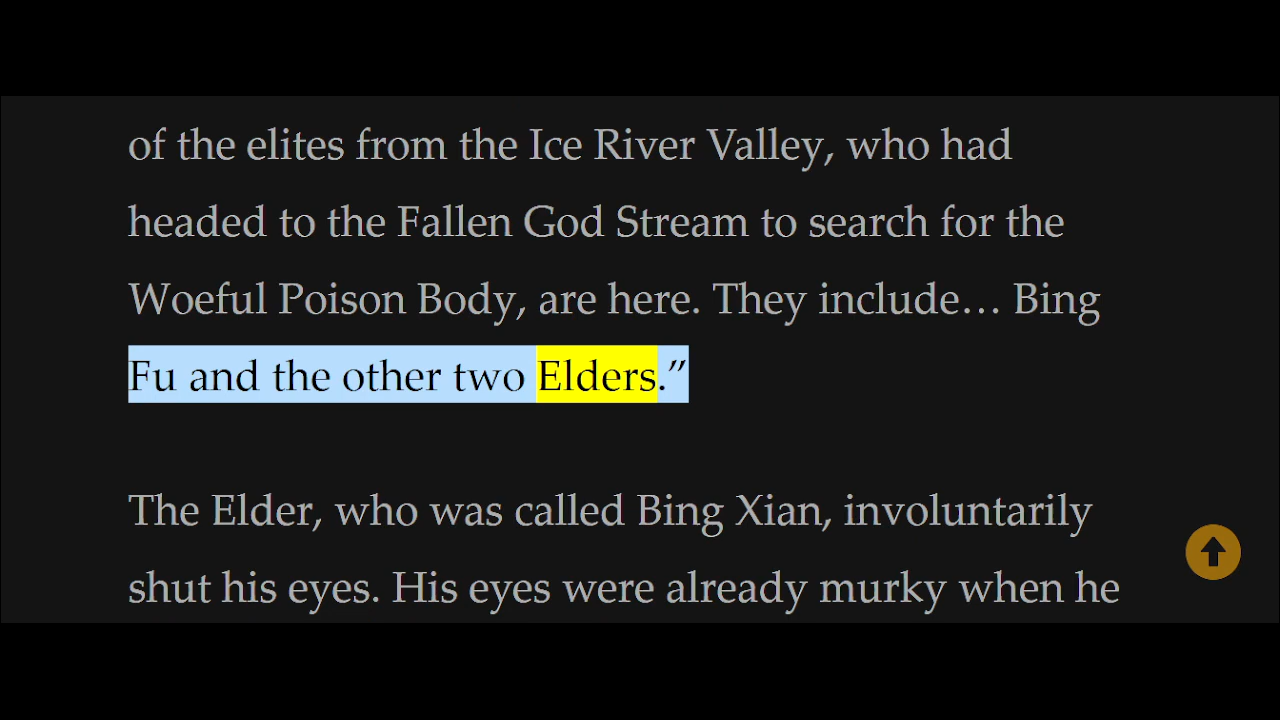 of the elites from the Ice River Valley, who had
headed to the Fallen God Stream to search for the
Woeful Poison Body, are here. They include… Bing
Fu and the other two Elders.”
The Elder, who was called Bing Xian, involuntarily
shut his eyes. His eyes were already murky when he